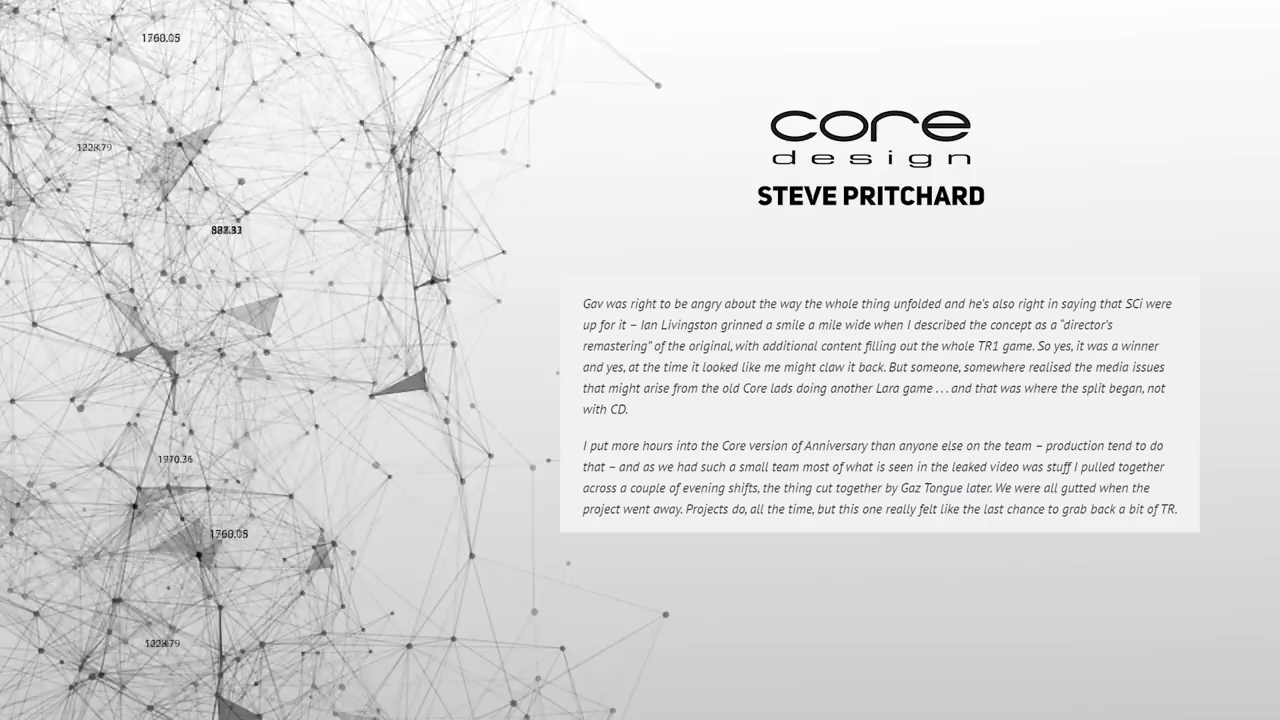 1760.05
core
design
1228.79
STEVE PRITCHARD
Gav was right to be angry about the way the whole thing unfolded and he's also right in saying that SCi were
up for it – Ian Livingston grinned a smile a mile wide when I described the concept as a “director's
remastering” of the original, with additional content filling out the whole TR1 game. So yes, it was a winner
and yes, at the time it looked like me might claw it back. But someone, somewhere realised the media issues
that might arise from the old Core lads doing another Lara game . . . and that was where the split began, not
with CD.
I put more hours into the Core version of Anniversary than anyone else on the team – production tend to do
that – and as we had such a small team most of what is seen in the leaked video was stuff I pulled together
across a couple of evening shifts, the thing cut together by Gaz Tongue later. We were all gutted when the
project went away. Projects do, all the time, but this one really felt like the last chance to grab back a bit of TR.
1970.36
1760.05
1228.79